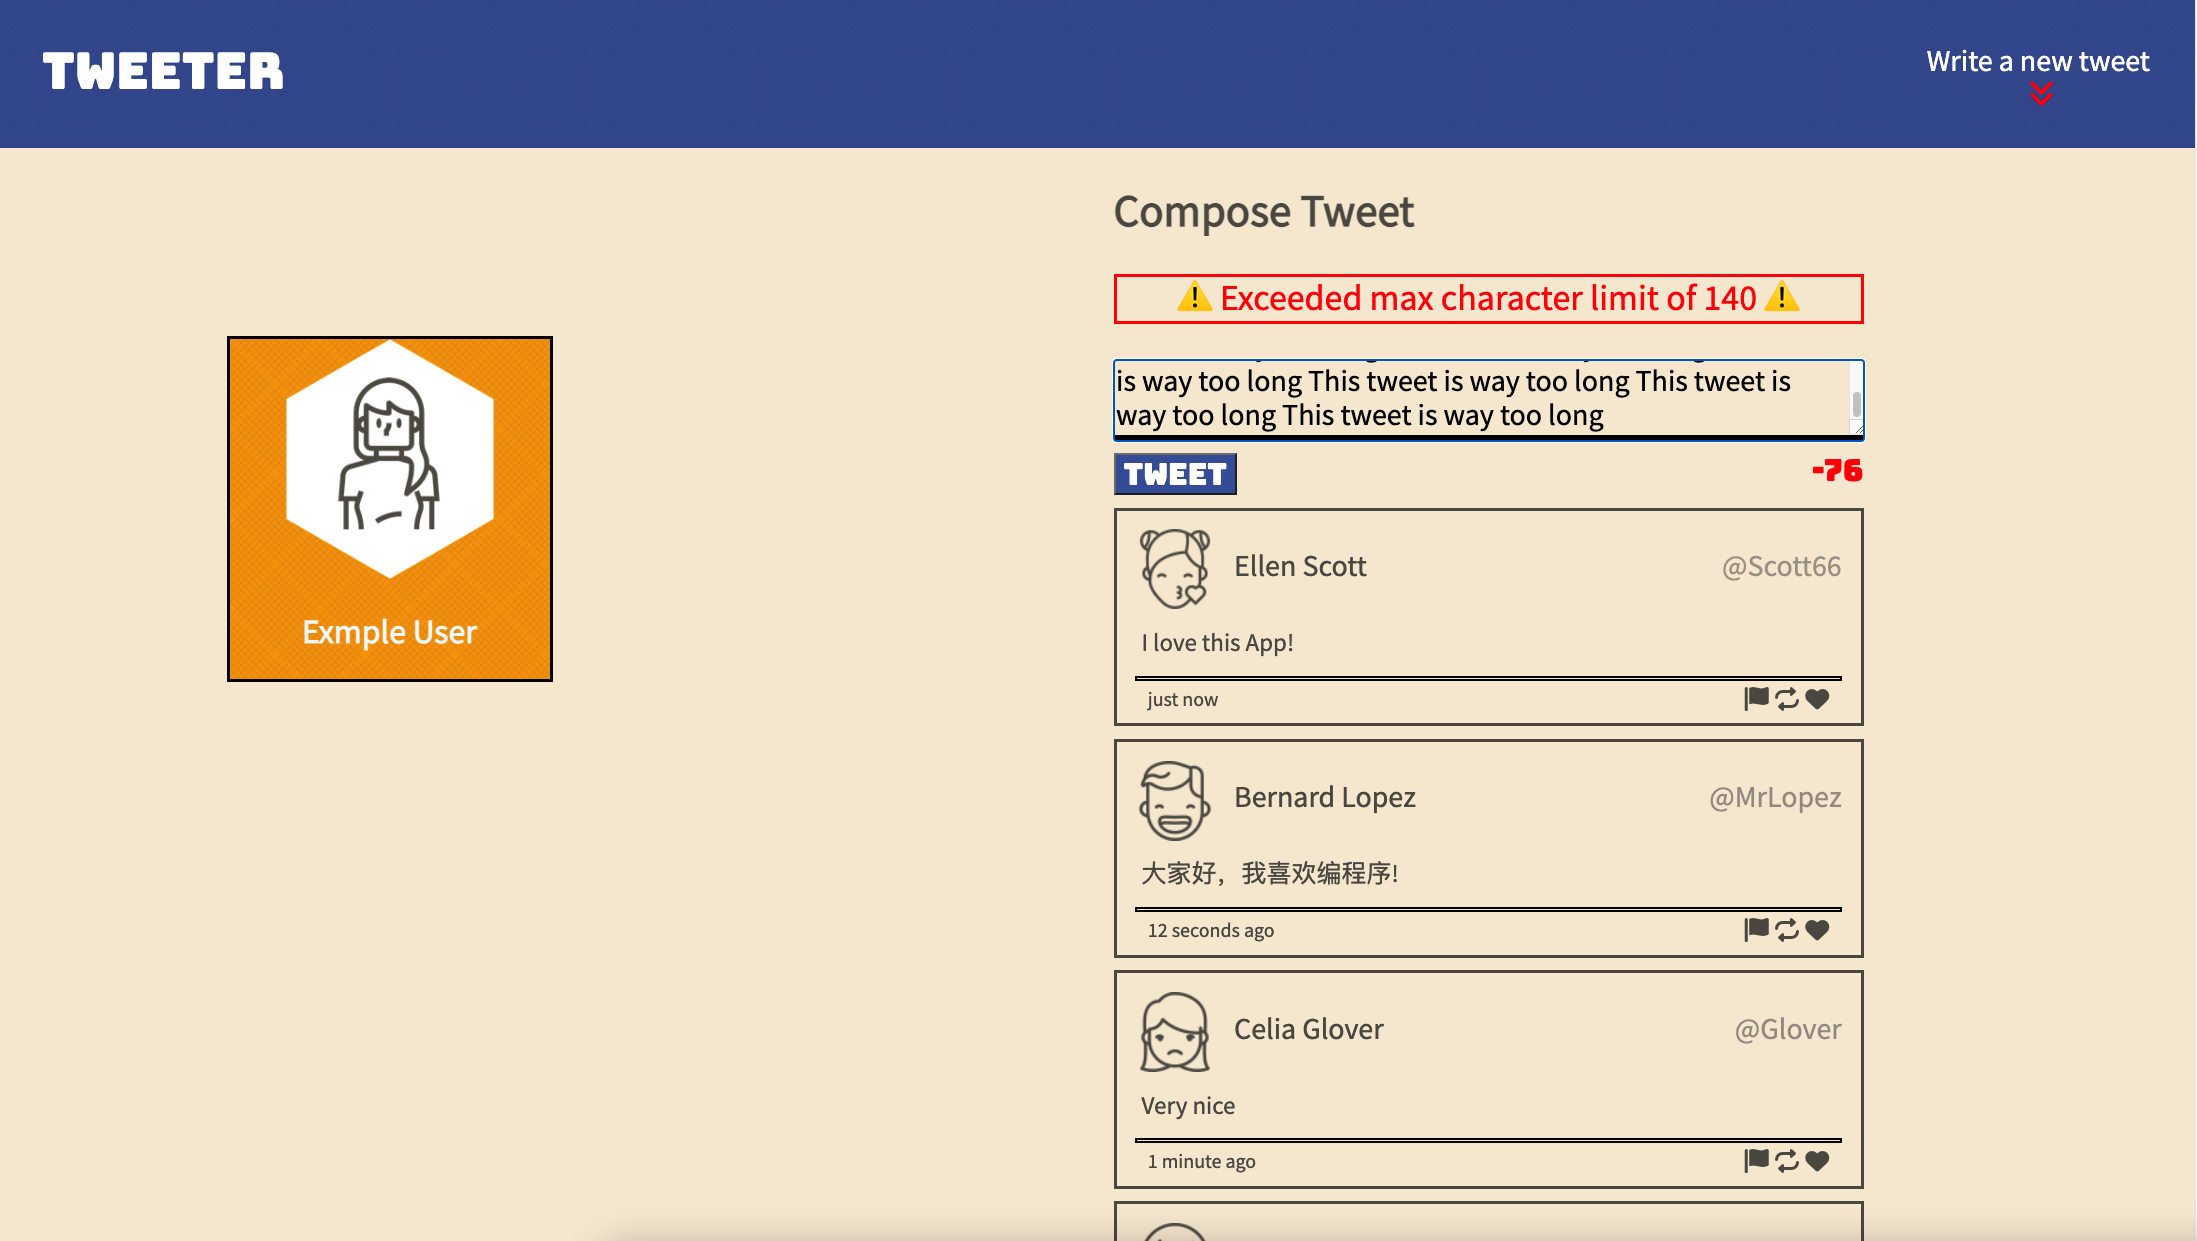 TWEETER
Write a new tweet
Exmple User
Compose Tweet
⚠️ Exceeded max character limit of 140 ⚠️
is way too long This tweet is way too long This tweet is
way too long This tweet is way too long
TWEET
-76
Ellen Scott
@Scott66
I love this App!
just now
Bernard Lopez
@MrLopez
大家好，我喜欢编程序!
12 seconds ago
Celia Glover
@Glover
Very nice
1 minute ago